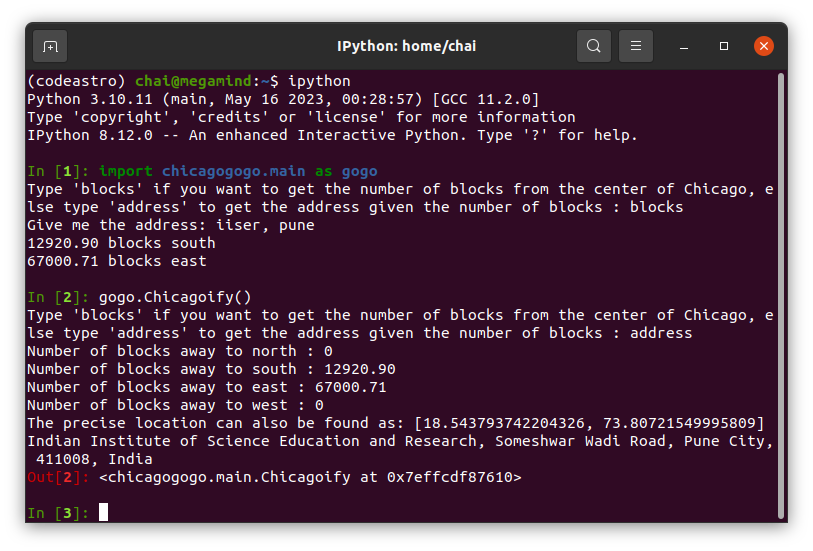 IPython: home/chai
(codeastro) chai@megamind:~$ ipython
Python 3.10.11 (main, May 16 2023, 00:28:57) [GCC 11.2.0]
Type 'copyright', 'credits' or 'license' for more information
IPython 8.12.0 -- An enhanced Interactive Python. Type '?' for help.
In [1]: import chicagogogo.main as gogo
Type 'blocks' if you want to get the number of blocks from the center of Chicago, e
lse type 'address' to get the address given the number of blocks : blocks
Give me the address: iiser, pune
12920.90 blocks south
67000.71 blocks east
In [2]: gogo.Chicagoify()
Type 'blocks' if you want to get the number of blocks from the center of Chicago, e
lse type 'address' to get the address given the number of blocks : address
Number of blocks away to north : 0
Number of blocks away to south : 12920.90
Number of blocks away to east : 67000.71
Number of blocks away to west : 0
The precise location can also be found as: [18.543793742204326, 73.80721549995809]
Indian Institute of Science Education and Research, Someshwar Wadi Road, Pune City,
 411008, India
Out[2]: <chicagogogo.main.Chicagoify at 0x7effcdf87610>
In [3]: